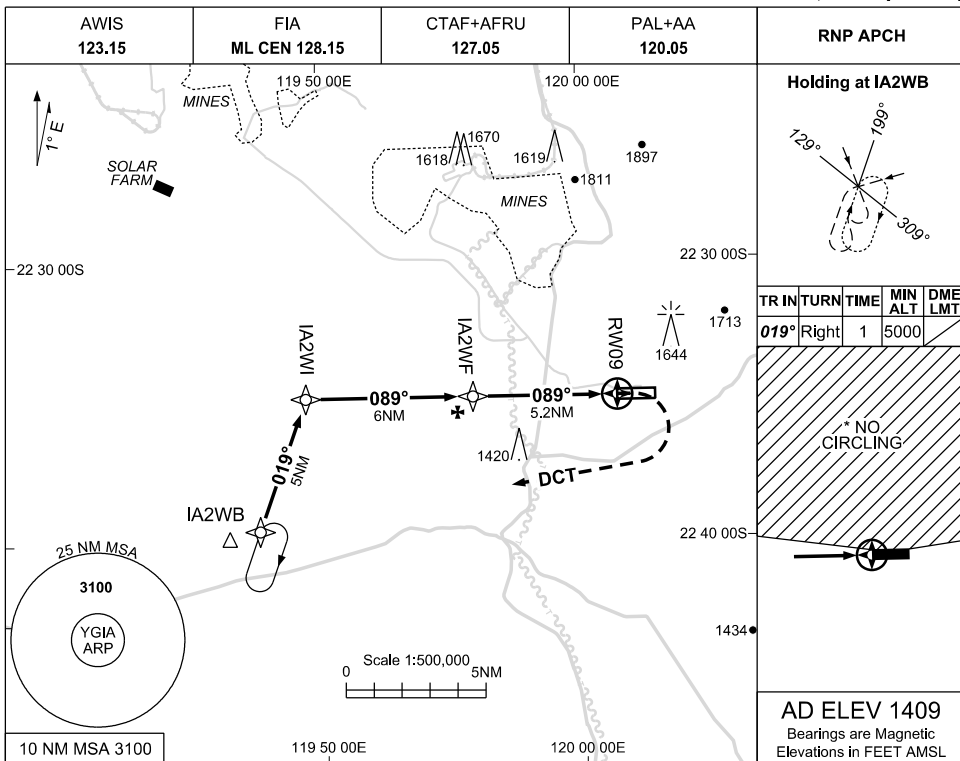 AWIS
123.15
FIA
ML CEN 128.15
CTAF+AFRU
127.05
PAL+AA
120.05
RNP APCH
119 50 00E
120 00 00E
MINES
1° E
SOLAR
FARM
1618
1670
1619
1897
1811
MINES
22 30 00S
22 30 00S
1713
1644
IA2WI
IA2WF
RW09
089°
6NM
089°
5.2NM
1420
DCT
019°
5NM
IA2WB
22 40 00S
25 NM MSA
3100
YGIA
ARP
1434
Scale 1:500,000
0
5NM
10 NM MSA 3100
119 50 00E
120 00 00E
Holding at IA2WB
199°
129°
309°
TR IN TURN TIME MIN ALT DME LMT
019° Right 1 5000
* NO
CIRCLING
AD ELEV 1409
Bearings are Magnetic
Elevations in FEET AMSL